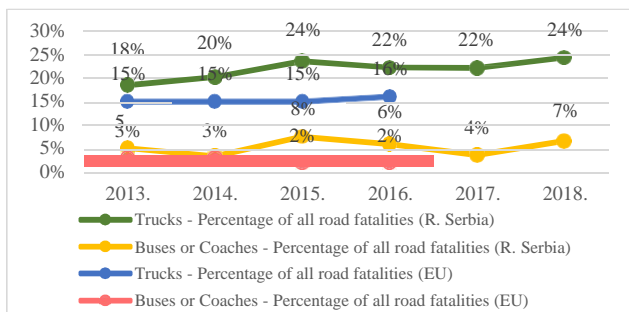 30%
25%
20%
15%
10%
5%
0%
18% 20% 24% 22% 22% 24%
15% 15% 15% 16%
5 8% 6% 4% 7%
3% 3% 2% 2%
2013. 2014. 2015. 2016. 2017. 2018.
Trucks - Percentage of all road fatalities (R. Serbia)
Buses or Coaches - Percentage of all road fatalities (R. Serbia)
Trucks - Percentage of all road fatalities (EU)
Buses or Coaches - Percentage of all road fatalities (EU)